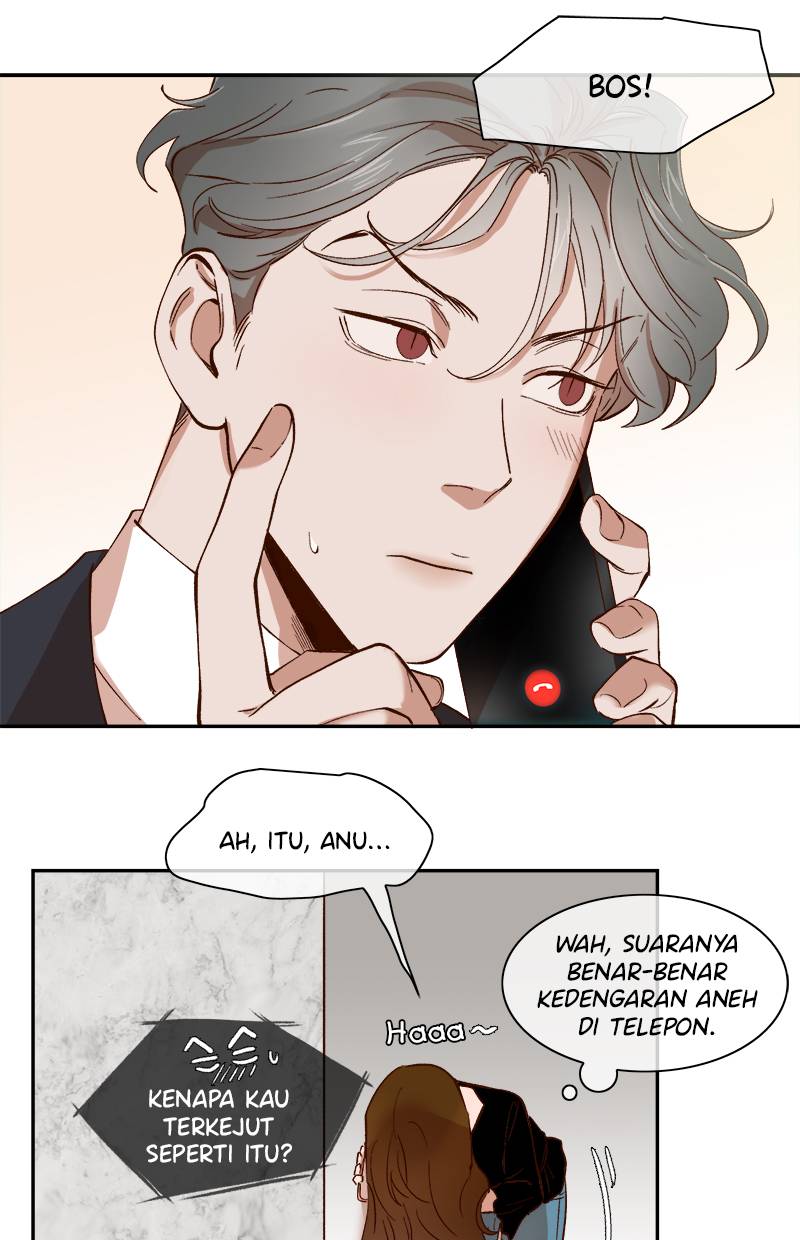 BOS!
AH, ITU, ANU...
WAH, SUARANYA
BENAR-BENAR
KEDENGARAN ANEH
DI TELEPON.
Haaa~
KENAPA KAU
TERKEJUT
SEPERTI ITU?